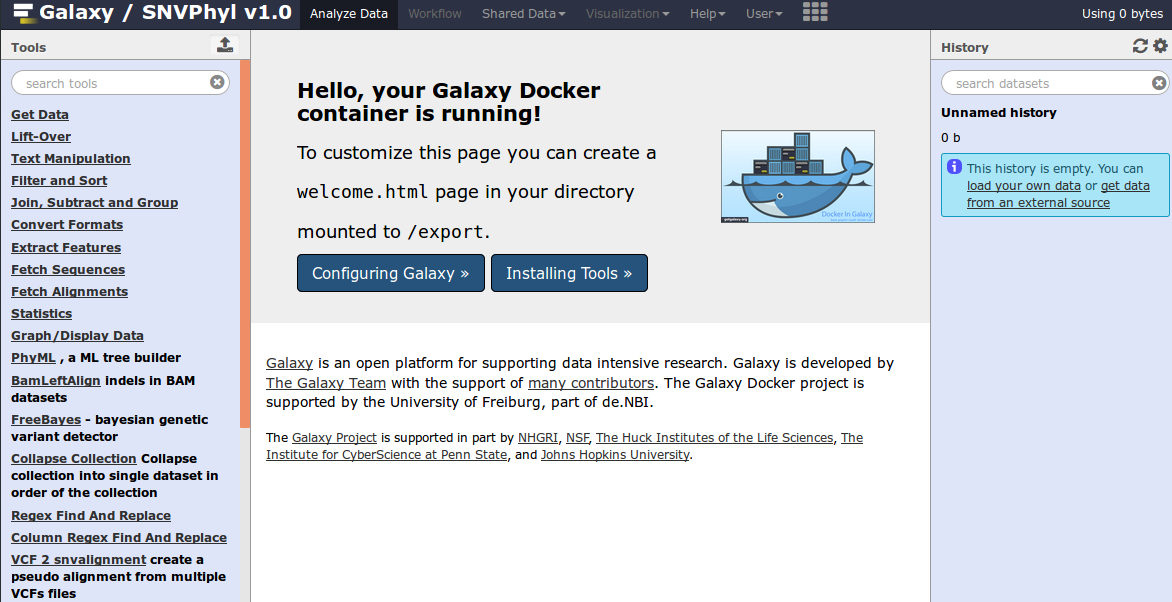 Galaxy / SNVPhyl v1.0
Analyze Data
Workflow
Shared Data
Visualization
Help
User
Using 0 bytes
Tools
search tools
Get Data
Lift-Over
Text Manipulation
Filter and Sort
Join, Subtract and Group
Convert Formats
Extract Features
Fetch Sequences
Fetch Alignments
Statistics
Graph/Display Data
PhyML , a ML tree builder
BamLeftAlign indels in BAM
datasets
FreeBayes - bayesian genetic
variant detector
Collapse Collection Collapse
collection into single dataset in
order of the collection
Regex Find And Replace
Column Regex Find And Replace
VCF 2 snvalignment create a
pseudo alignment from multiple
VCFs files
Hello, your Galaxy Docker
container is running!
To customize this page you can create a
welcome.html page in your directory
mounted to /export.
Configuring Galaxy »
Installing Tools »
Docker In Galaxy
Galaxy is an open platform for supporting data intensive research. Galaxy is developed by
The Galaxy Team with the support of many contributors. The Galaxy Docker project is
supported by the University of Freiburg, part of de.NBI.
The Galaxy Project is supported in part by NHGRI, NSF, The Huck Institutes of the Life Sciences, The
Institute for CyberScience at Penn State, and Johns Hopkins University.
History
search datasets
Unnamed history
0 b
This history is empty. You can
load your own data or get data
from an external source